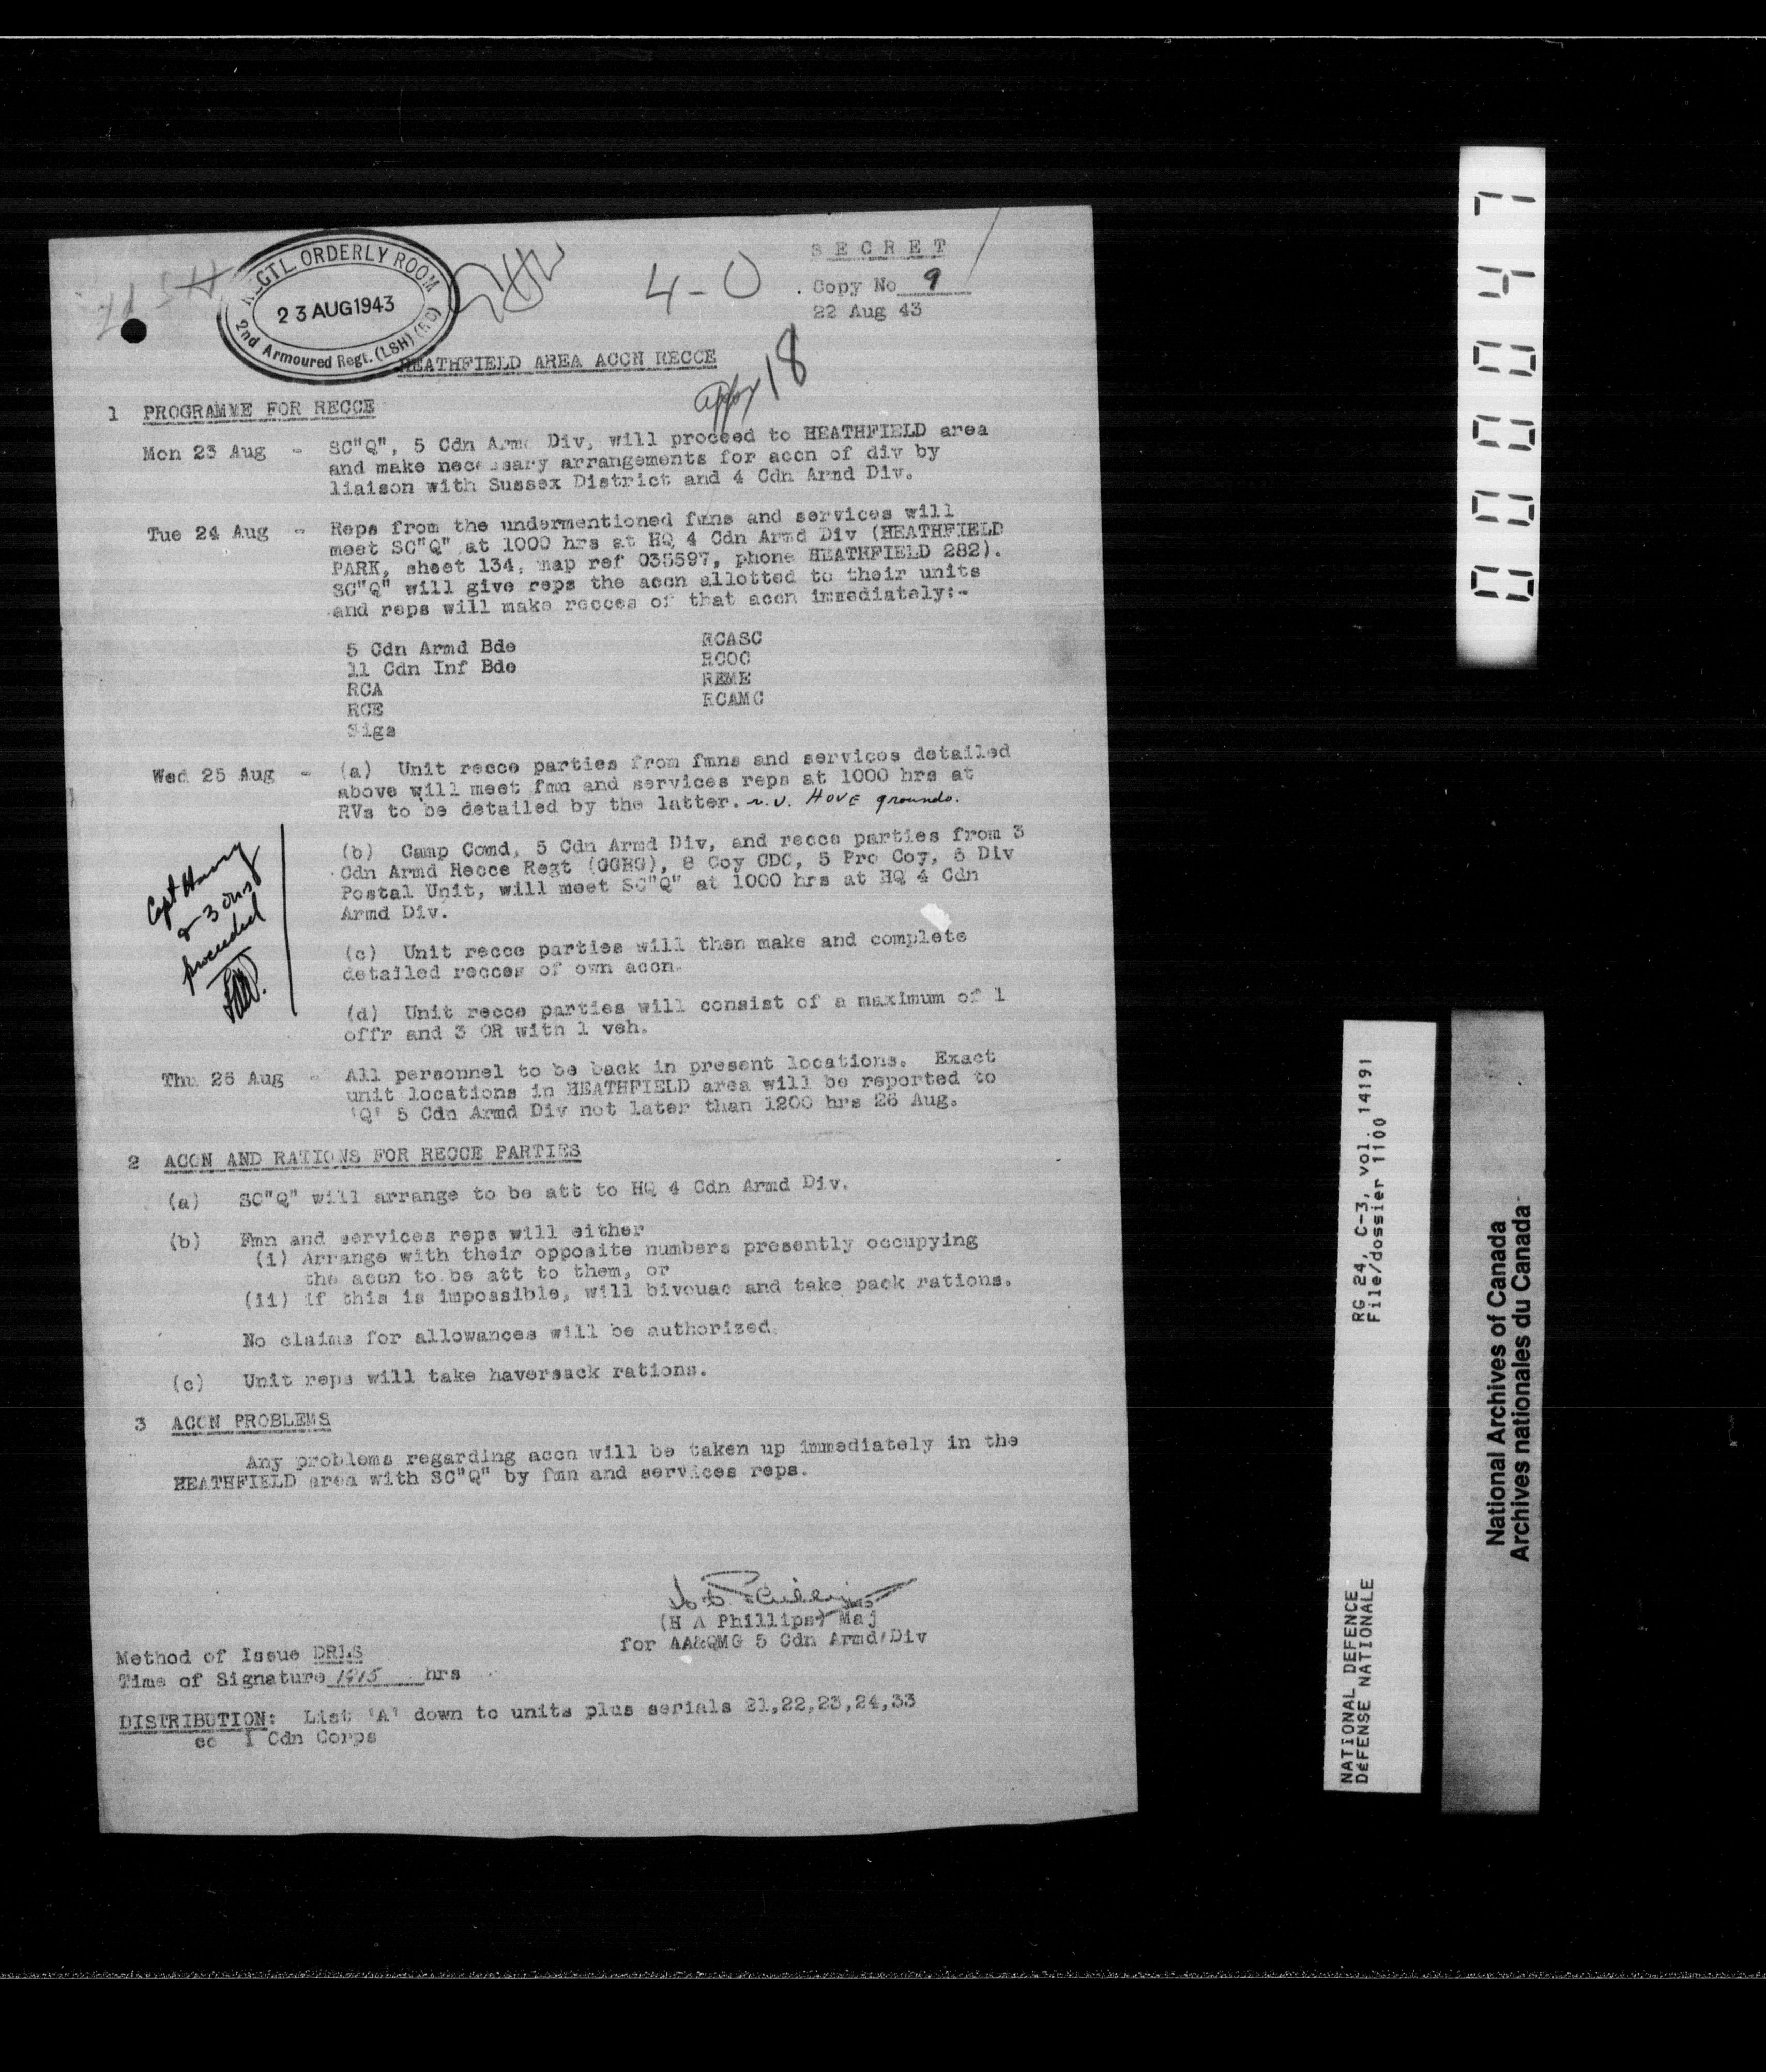 S E C R E T
REGTL. ORDERLY ROOM
23 AUG 1943
2nd Armoured Regt. (LSH) (RC)
4-0
Copy No 9
22 Aug 43
HEATHFIELD AREA ACCN RECCE
Appx 18
1 PROGRAMME FOR RECCE
Mon 23 Aug - SC"Q", 5 Cdn Armd Div, will proceed to HEATHFIELD area
and make necessary arrangements for accn of div by
liaison with Sussex District and 4 Cdn Armd Div.
Tue 24 Aug - Reps from the undermentioned fmns and services will
meet SC"Q" at 1000 hrs at HQ 4 Cdn Armd Div (HEATHFIELD
PARK, sheet 134, map ref 035597, phone HEATHFIELD 282).
SC"Q" will give reps the accn allotted to their units
and reps will make recces of that accn immediately:-
5 Cdn Armd Bde RCASC
11 Cdn Inf Bde RCOC
RCA REME
RCE RCAMC
Sigs
Wed 25 Aug - (a) Unit recce parties from fmns and services detailed
above will meet fmn and services reps at 1000 hrs at
RVs to be detailed by the latter. r.v. HOVE grounds.
(b) Camp Comd, 5 Cdn Armd Div, and recce parties from 3
Cdn Armd Recce Regt (GGHG), 8 Coy CDC, 5 Pro Coy, 5 Div
Postal Unit, will meet SC"Q" at 1000 hrs at HQ 4 Cdn
Armd Div.
Capt Harvey
& 3 ORs
proceeded
(c) Unit recce parties will then make and complete
detailed recces of own accn.
(d) Unit recce parties will consist of a maximum of 1
offr and 3 OR with 1 veh.
Thu 26 Aug - All personnel to be back in present locations. Exact
unit locations in HEATHFIELD area will be reported to
'Q' 5 Cdn Armd Div not later than 1200 hrs 26 Aug.
2 ACCN AND RATIONS FOR RECCE PARTIES
(a) SC"Q" will arrange to be att to HQ 4 Cdn Armd Div.
(b) Fmn and services reps will either
(i) Arrange with their opposite numbers presently occupying
the accn to be att to them, or
(ii) if this is impossible, will bivouac and take pack rations.
No claims for allowances will be authorized.
(c) Unit reps will take haversack rations.
3 ACCN PROBLEMS
Any problems regarding accn will be taken up immediately in the
HEATHFIELD area with SC"Q" by fmn and services reps.
(H A Phillips) Maj
for AA&QMG 5 Cdn Armd Div
Method of Issue DRLS
Time of Signature 1915 hrs
DISTRIBUTION: List 'A' down to units plus serials 21,22,23,24,33
cc 1 Cdn Corps
000047
RG 24, C-3, vol. 14191
File/dossier 1100
NATIONAL DEFENCE
DéFENSE NATIONALE
National Archives of Canada
Archives nationales du Canada